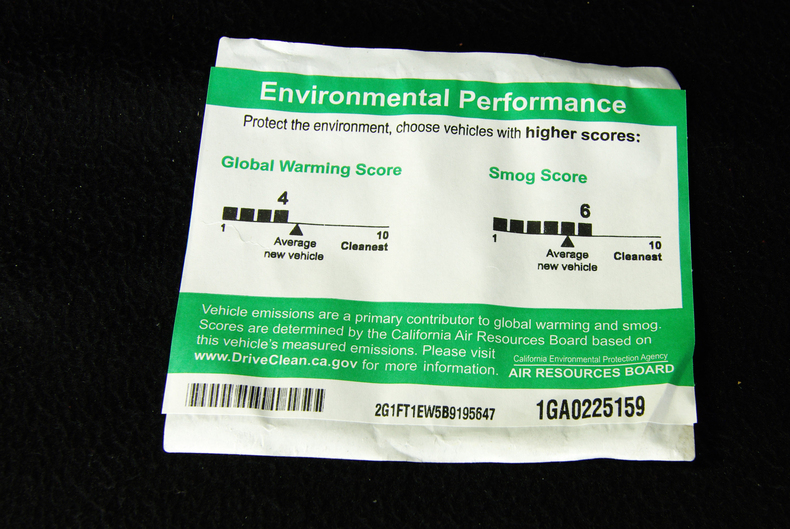 Environmental Performance
Protect the environment, choose vehicles with higher scores:
Global Warming Score
4
1
10
Average
new vehicle
Cleanest
Smog Score
6
1
10
Average
new vehicle
Cleanest
Vehicle emissions are a primary contributor to global warming and smog.
Scores are determined by the California Air Resources Board based on
this vehicle's measured emissions. Please visit
www.DriveClean.ca.gov for more information.
California Environmental Protection Agency
AIR RESOURCES BOARD
2G1FT1EW5B9195647
1GA0225159